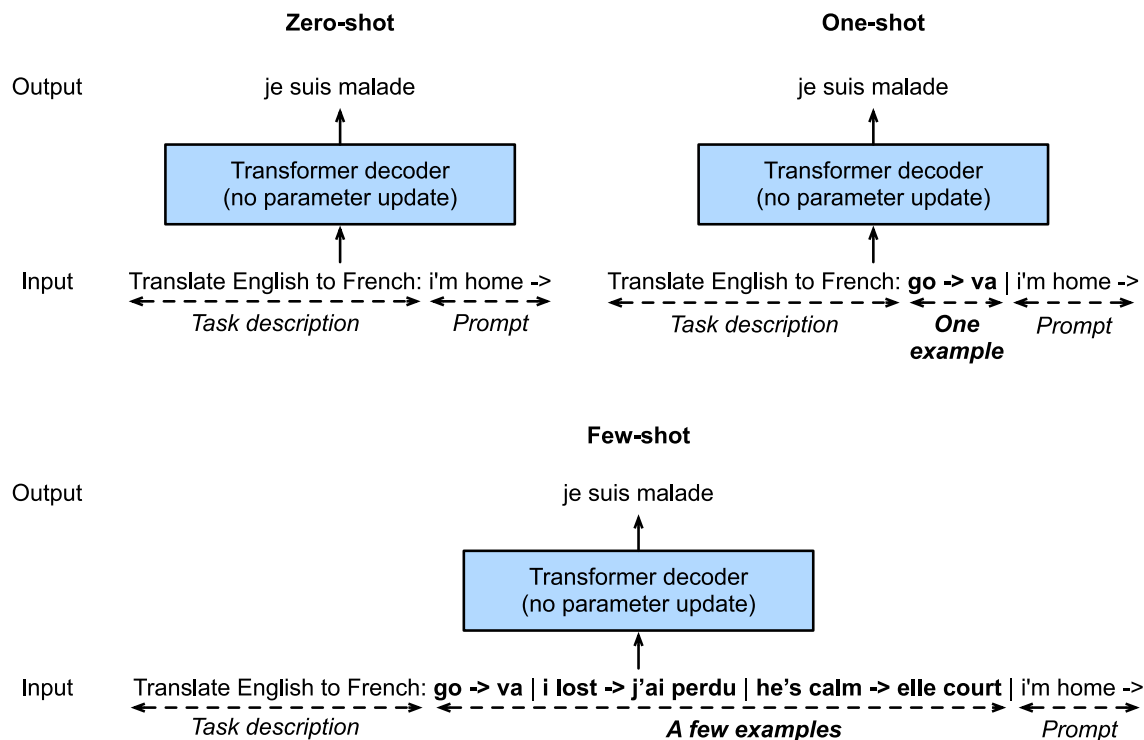 Zero-shot
Output
je suis malade
Transformer decoder
(no parameter update)
Input
Translate English to French: i'm home ->
Task description
Prompt
One-shot
je suis malade
Transformer decoder
(no parameter update)
Translate English to French: go -> va | i'm home ->
Task description
One
example
Prompt
Few-shot
Output
je suis malade
Transformer decoder
(no parameter update)
Input
Translate English to French: go -> va | i lost -> j’ai perdu | he’s calm -> elle court | i'm home ->
Task description
A few examples
Prompt